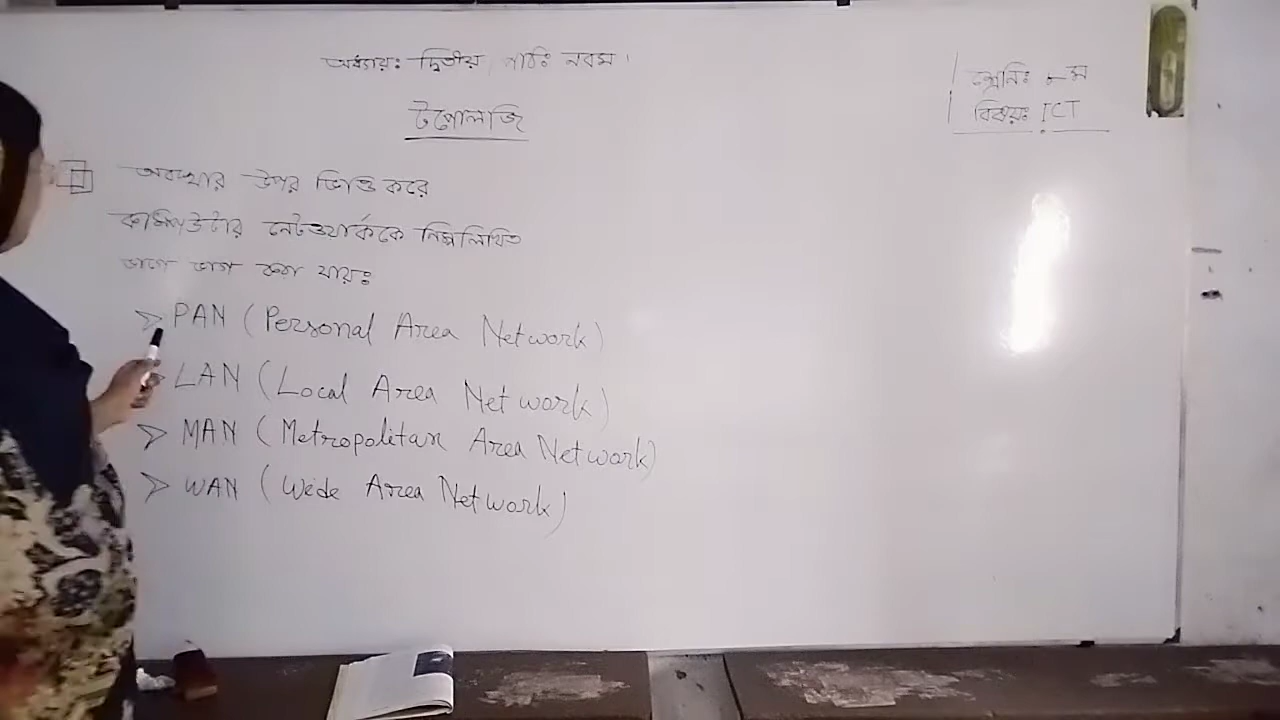 অধ্যায়ঃ দ্বিতীয়, পাঠঃ নবম।
শ্রেনিঃ ৮ম
বিষয়ঃ ICT
টপোলজি
অবস্থার উপর ভিত্তি করে
কম্পিউটার নেটওয়ার্ককে নিম্নলিখিত
ভাগে ভাগ করা যায়ঃ
➢ PAN (Personal Area Network)
➢ LAN (Local Area Network)
➢ MAN (Metropolitan Area Network)
➢ WAN (Wide Area Network)